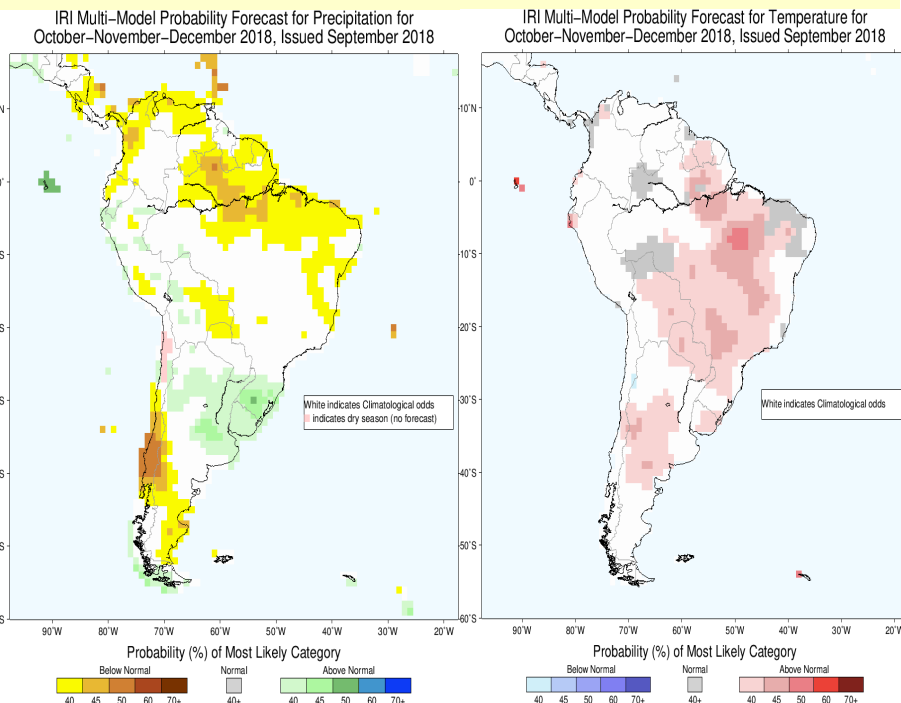 IRI Multi-Model Probability Forecast for Precipitation for
October-November-December 2018, Issued September 2018
N
S
S
S
S
S
S
White indicates Climatological odds
indicates dry season (no forecast)
90˚W 80˚W 70˚W 60˚W 50˚W 40˚W 30˚W 20˚W
Probability (%) of Most Likely Category
Below Normal Normal Above Normal
40 45 50 60 70+ 40+ 40 45 50 60 70+
IRI Multi-Model Probability Forecast for Temperature for
October-November-December 2018, Issued September 2018
10˚N
0˚
10˚S
20˚S
30˚S
40˚S
50˚S
60˚S
White indicates Climatological odds
90˚W 80˚W 70˚W 60˚W 50˚W 40˚W 30˚W 20˚W
Probability (%) of Most Likely Category
Below Normal Normal Above Normal
40 45 50 60 70+ 40+ 40 45 50 60 70+